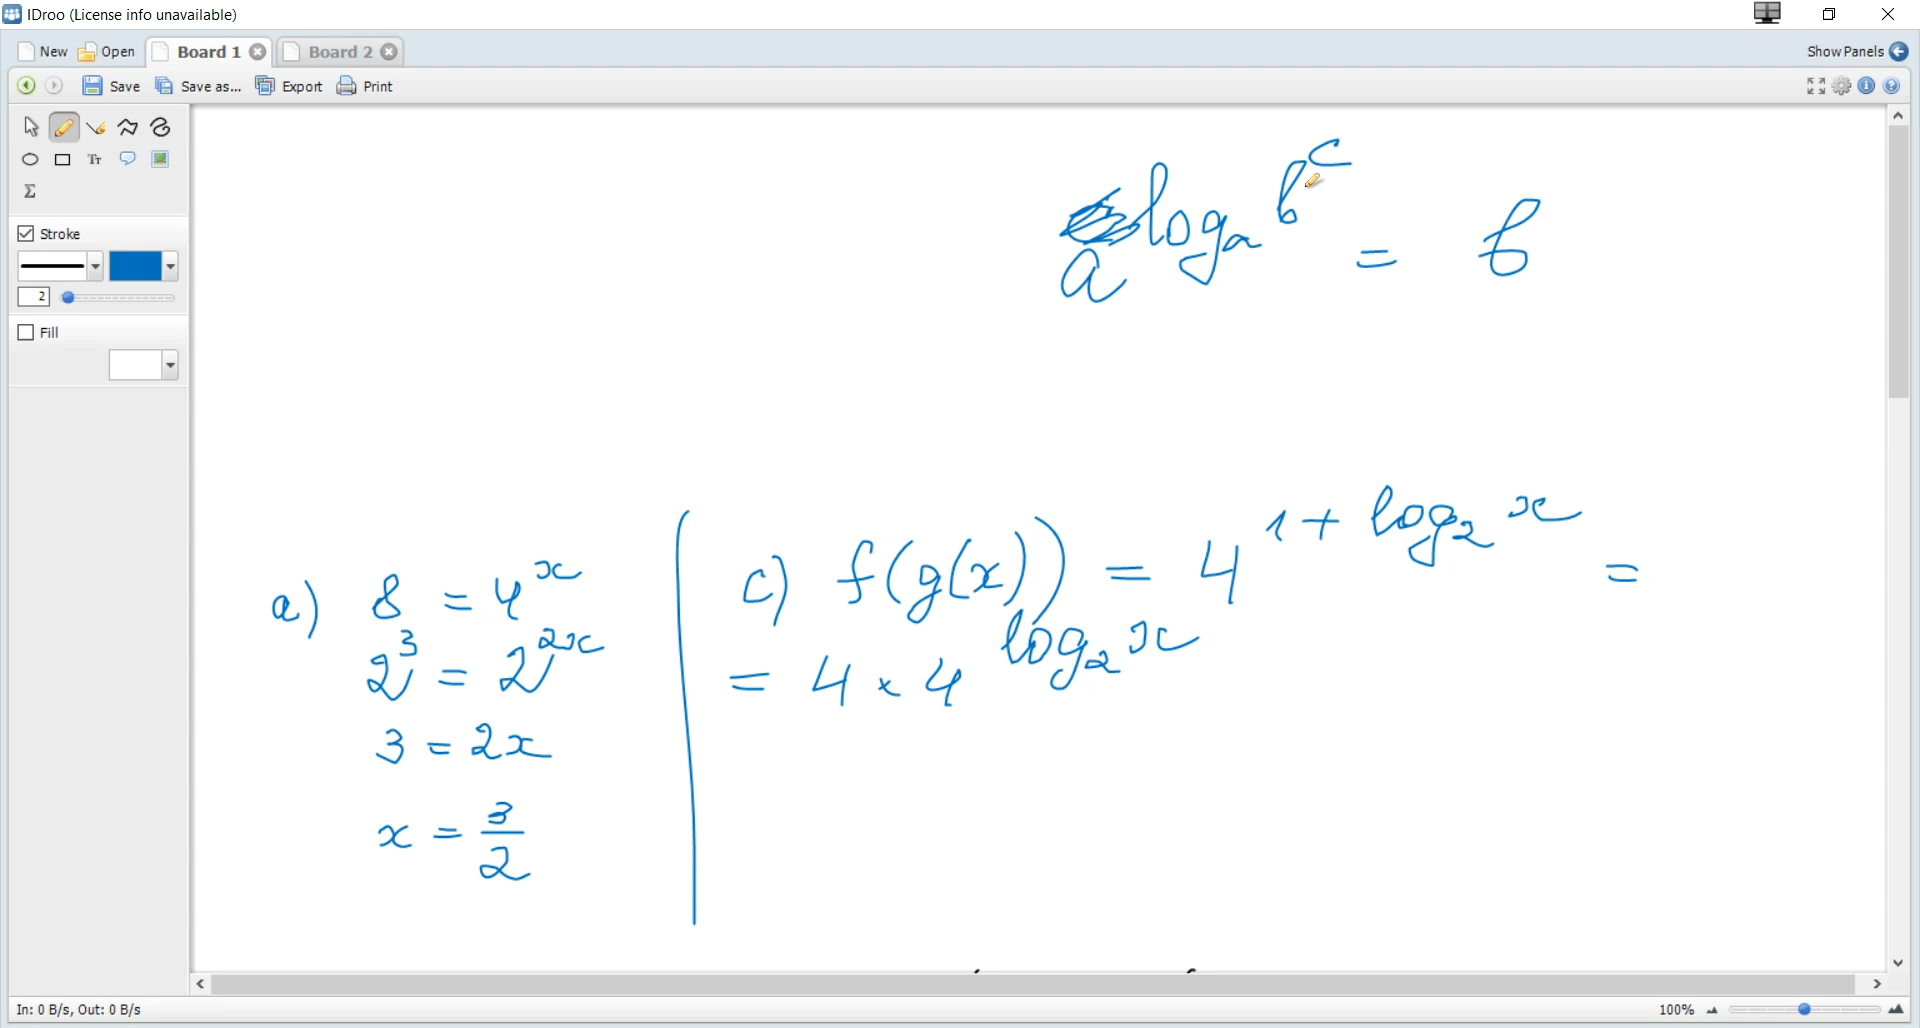 IDroo (License info unavailable)
New Open Board 1 Board 2 Show Panels
Save Save as... Export Print
Tт
Σ
Stroke
2
Fill
a^(log_a b^c) = b
a) 8 = 4^x
2^3 = 2^(2x)
3 = 2x
x = 3/2
c) f(g(x)) = 4^(1 + log_2 x) =
= 4 × 4^(log_2 x)
In: 0 B/s, Out: 0 B/s 100%